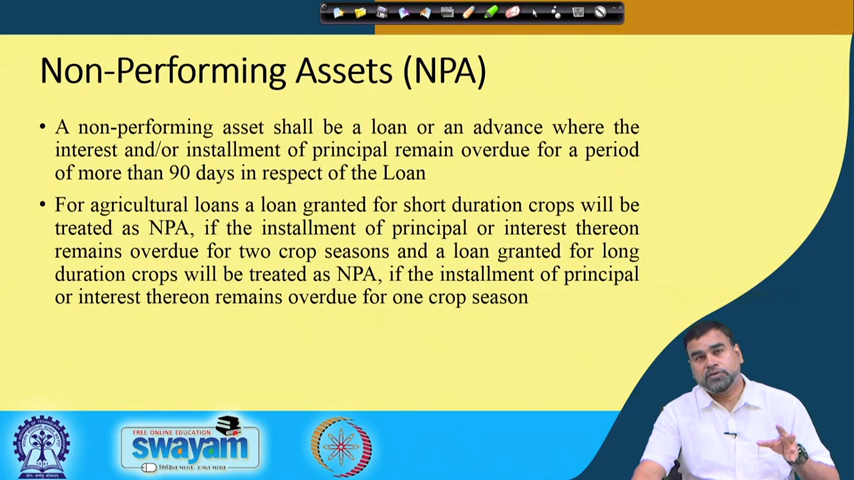 Non-Performing Assets (NPA)
• A non-performing asset shall be a loan or an advance where the
interest and/or installment of principal remain overdue for a period
of more than 90 days in respect of the Loan
• For agricultural loans a loan granted for short duration crops will be
treated as NPA, if the installment of principal or interest thereon
remains overdue for two crop seasons and a loan granted for long
duration crops will be treated as NPA, if the installment of principal
or interest thereon remains overdue for one crop season
FREE ONLINE EDUCATION
swayam